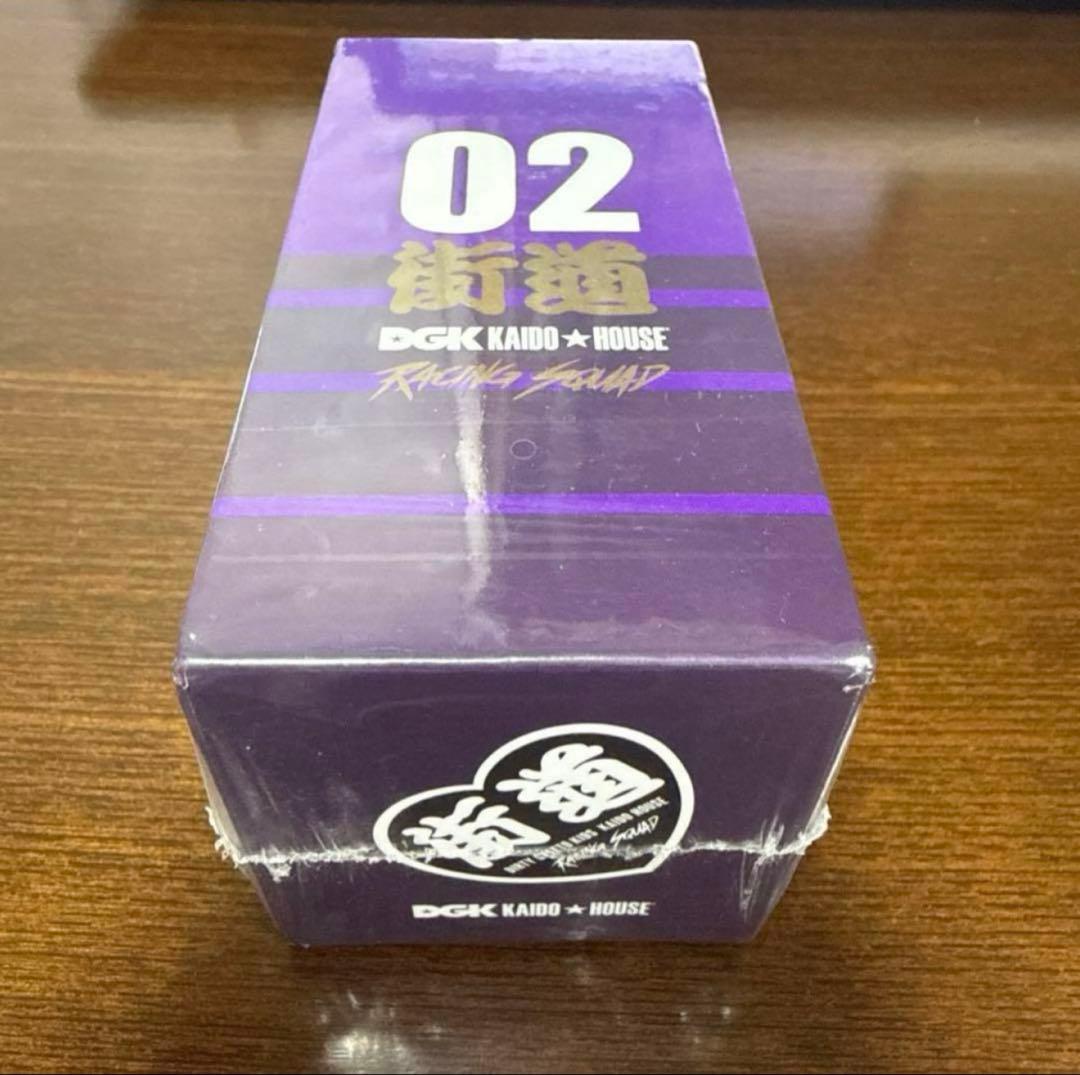 02
街道
DGK KAIDO★HOUSE
RACING SQUAD
街道
DIRTY GHETTO KIDS KAIDO HOUSE
RACING SQUAD
DGK KAIDO★HOUSE